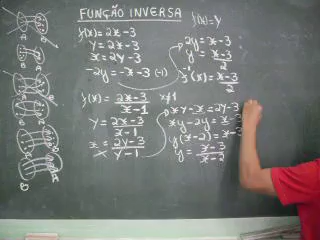 FUNÇÃO INVERSA
f(x)=y
f(x)=2x-3
y=2x-3
x=2y-3
-2y=-x-3 (-1)
2y=x-3
y=x-3/2
f⁻¹(x)=x-3/2
f(x)=2x-3/x-1 x≠1
y=2x-3/x-1
x=2y-3/y-1
xy-x=2y-3
xy-2y=x-3
y(x-2)=x-3
y=x-3/x-2